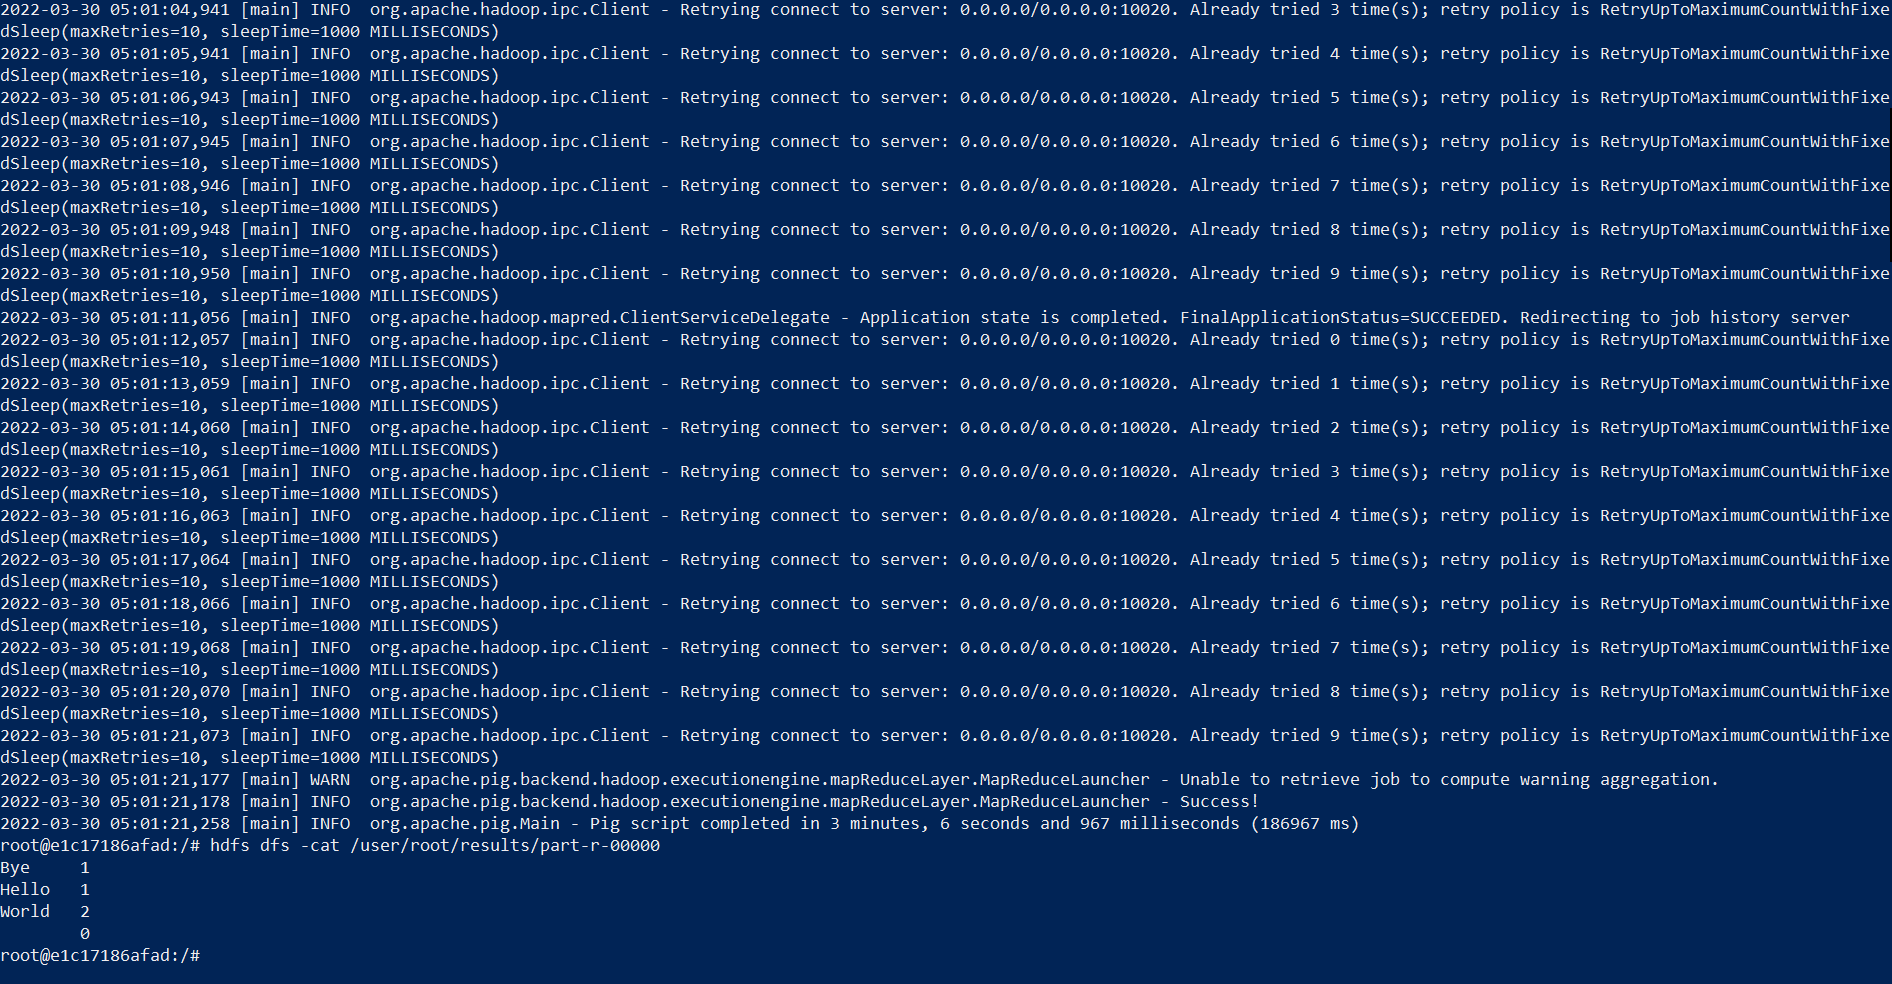 2022-03-30 05:01:04,941 [main] INFO  org.apache.hadoop.ipc.Client - Retrying connect to server: 0.0.0.0/0.0.0.0:10020. Already tried 3 time(s); retry policy is RetryUpToMaximumCountWithFixe
dSleep(maxRetries=10, sleepTime=1000 MILLISECONDS)
2022-03-30 05:01:05,941 [main] INFO  org.apache.hadoop.ipc.Client - Retrying connect to server: 0.0.0.0/0.0.0.0:10020. Already tried 4 time(s); retry policy is RetryUpToMaximumCountWithFixe
dSleep(maxRetries=10, sleepTime=1000 MILLISECONDS)
2022-03-30 05:01:06,943 [main] INFO  org.apache.hadoop.ipc.Client - Retrying connect to server: 0.0.0.0/0.0.0.0:10020. Already tried 5 time(s); retry policy is RetryUpToMaximumCountWithFixe
dSleep(maxRetries=10, sleepTime=1000 MILLISECONDS)
2022-03-30 05:01:07,945 [main] INFO  org.apache.hadoop.ipc.Client - Retrying connect to server: 0.0.0.0/0.0.0.0:10020. Already tried 6 time(s); retry policy is RetryUpToMaximumCountWithFixe
dSleep(maxRetries=10, sleepTime=1000 MILLISECONDS)
2022-03-30 05:01:08,946 [main] INFO  org.apache.hadoop.ipc.Client - Retrying connect to server: 0.0.0.0/0.0.0.0:10020. Already tried 7 time(s); retry policy is RetryUpToMaximumCountWithFixe
dSleep(maxRetries=10, sleepTime=1000 MILLISECONDS)
2022-03-30 05:01:09,948 [main] INFO  org.apache.hadoop.ipc.Client - Retrying connect to server: 0.0.0.0/0.0.0.0:10020. Already tried 8 time(s); retry policy is RetryUpToMaximumCountWithFixe
dSleep(maxRetries=10, sleepTime=1000 MILLISECONDS)
2022-03-30 05:01:10,950 [main] INFO  org.apache.hadoop.ipc.Client - Retrying connect to server: 0.0.0.0/0.0.0.0:10020. Already tried 9 time(s); retry policy is RetryUpToMaximumCountWithFixe
dSleep(maxRetries=10, sleepTime=1000 MILLISECONDS)
2022-03-30 05:01:11,056 [main] INFO  org.apache.hadoop.mapred.ClientServiceDelegate - Application state is completed. FinalApplicationStatus=SUCCEEDED. Redirecting to job history server
2022-03-30 05:01:12,057 [main] INFO  org.apache.hadoop.ipc.Client - Retrying connect to server: 0.0.0.0/0.0.0.0:10020. Already tried 0 time(s); retry policy is RetryUpToMaximumCountWithFixe
dSleep(maxRetries=10, sleepTime=1000 MILLISECONDS)
2022-03-30 05:01:13,059 [main] INFO  org.apache.hadoop.ipc.Client - Retrying connect to server: 0.0.0.0/0.0.0.0:10020. Already tried 1 time(s); retry policy is RetryUpToMaximumCountWithFixe
dSleep(maxRetries=10, sleepTime=1000 MILLISECONDS)
2022-03-30 05:01:14,060 [main] INFO  org.apache.hadoop.ipc.Client - Retrying connect to server: 0.0.0.0/0.0.0.0:10020. Already tried 2 time(s); retry policy is RetryUpToMaximumCountWithFixe
dSleep(maxRetries=10, sleepTime=1000 MILLISECONDS)
2022-03-30 05:01:15,061 [main] INFO  org.apache.hadoop.ipc.Client - Retrying connect to server: 0.0.0.0/0.0.0.0:10020. Already tried 3 time(s); retry policy is RetryUpToMaximumCountWithFixe
dSleep(maxRetries=10, sleepTime=1000 MILLISECONDS)
2022-03-30 05:01:16,063 [main] INFO  org.apache.hadoop.ipc.Client - Retrying connect to server: 0.0.0.0/0.0.0.0:10020. Already tried 4 time(s); retry policy is RetryUpToMaximumCountWithFixe
dSleep(maxRetries=10, sleepTime=1000 MILLISECONDS)
2022-03-30 05:01:17,064 [main] INFO  org.apache.hadoop.ipc.Client - Retrying connect to server: 0.0.0.0/0.0.0.0:10020. Already tried 5 time(s); retry policy is RetryUpToMaximumCountWithFixe
dSleep(maxRetries=10, sleepTime=1000 MILLISECONDS)
2022-03-30 05:01:18,066 [main] INFO  org.apache.hadoop.ipc.Client - Retrying connect to server: 0.0.0.0/0.0.0.0:10020. Already tried 6 time(s); retry policy is RetryUpToMaximumCountWithFixe
dSleep(maxRetries=10, sleepTime=1000 MILLISECONDS)
2022-03-30 05:01:19,068 [main] INFO  org.apache.hadoop.ipc.Client - Retrying connect to server: 0.0.0.0/0.0.0.0:10020. Already tried 7 time(s); retry policy is RetryUpToMaximumCountWithFixe
dSleep(maxRetries=10, sleepTime=1000 MILLISECONDS)
2022-03-30 05:01:20,070 [main] INFO  org.apache.hadoop.ipc.Client - Retrying connect to server: 0.0.0.0/0.0.0.0:10020. Already tried 8 time(s); retry policy is RetryUpToMaximumCountWithFixe
dSleep(maxRetries=10, sleepTime=1000 MILLISECONDS)
2022-03-30 05:01:21,073 [main] INFO  org.apache.hadoop.ipc.Client - Retrying connect to server: 0.0.0.0/0.0.0.0:10020. Already tried 9 time(s); retry policy is RetryUpToMaximumCountWithFixe
dSleep(maxRetries=10, sleepTime=1000 MILLISECONDS)
2022-03-30 05:01:21,177 [main] WARN  org.apache.pig.backend.hadoop.executionengine.mapReduceLayer.MapReduceLauncher - Unable to retrieve job to compute warning aggregation.
2022-03-30 05:01:21,178 [main] INFO  org.apache.pig.backend.hadoop.executionengine.mapReduceLayer.MapReduceLauncher - Success!
2022-03-30 05:01:21,258 [main] INFO  org.apache.pig.Main - Pig script completed in 3 minutes, 6 seconds and 967 milliseconds (186967 ms)
root@e1c17186afad:/# hdfs dfs -cat /user/root/results/part-r-00000
Bye     1
Hello   1
World   2
        0
root@e1c17186afad:/#